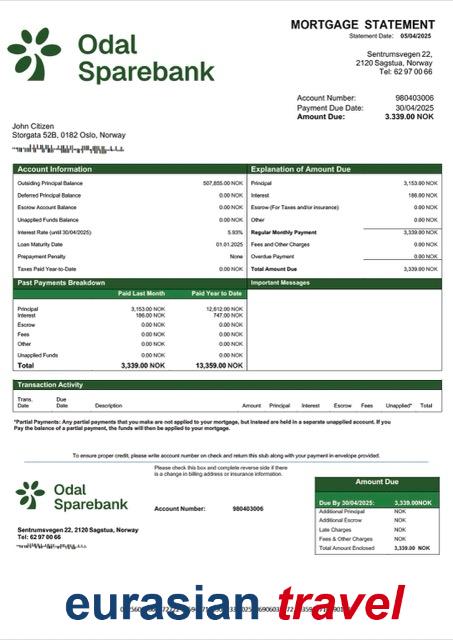 MORTGAGE STATEMENT
Statement Date: 05/04/2025
Odal
Sparebank
Sentrumsvegen 22,
2120 Sagstua, Norway
Tel: 62 97 00 66
Account Number: 980403006
Payment Due Date: 30/04/2025
Amount Due: 3.339.00 NOK
John Citizen
Storgata 52B, 0182 Oslo, Norway
Account Information
Outsiding Principal Balance 507,855.00 NOK
Deferred Principal Balance 0.00 NOK
Escrow Account Balance 0.00 NOK
Unapplied Funds Balance 0.00 NOK
Interest Rate (until 30/04/2025) 5.93%
Loan Maturity Date 01.01.2025
Prepayment Penalty None
Taxes Paid Year-to-Date 0.00 NOK
Explanation of Amount Due
Principal 3,153.00 NOK
Interest 186.00 NOK
Escrow (For Taxes and/or insurance) 0.00 NOK
Other 0.00 NOK
Regular Monthly Payment 3,339.00 NOK
Fees and Other Charges 0.00 NOK
Overdue Payment 0.00 NOK
Total Amount Due 3,339.00 NOK
Past Payments Breakdown
Paid Last Month Paid Year to Date
Principal 3,153.00 NOK 12,612.00 NOK
Interest 186.00 NOK 747.00 NOK
Escrow 0.00 NOK 0.00 NOK
Fees 0.00 NOK 0.00 NOK
Other 0.00 NOK 0.00 NOK
Unapplied Funds 0.00 NOK 0.00 NOK
Total 3,339.00 NOK 13,359.00 NOK
Important Messages
Transaction Activity
Trans. Date Due Date Description Amount Principal Interest Escrow Fees Unapplied* Total
*Partial Payments: Any partial payments that you make are not applied to your mortgage, but instead are held in a separate unapplied account. If you
Pay the balance of a partial payment, the funds will then be applied to your mortgage.
To ensure proper credit, please write account number on check and return this stub along with your payment in envelope provided.
Please check this box and complete reverse side if there
is a change in billing address or insurance information.
Odal
Sparebank
Account Number: 980403006
Sentrumsvegen 22, 2120 Sagstua, Norway
Tel: 62 97 00 66
Amount Due
Due By 30/04/2025: 3,339.00NOK
Additional Principal NOK
Additional Escrow NOK
Late Charges NOK
Fees & Other Charges NOK
Total Amount Enclosed 3,339.00 NOK
eurasian travel